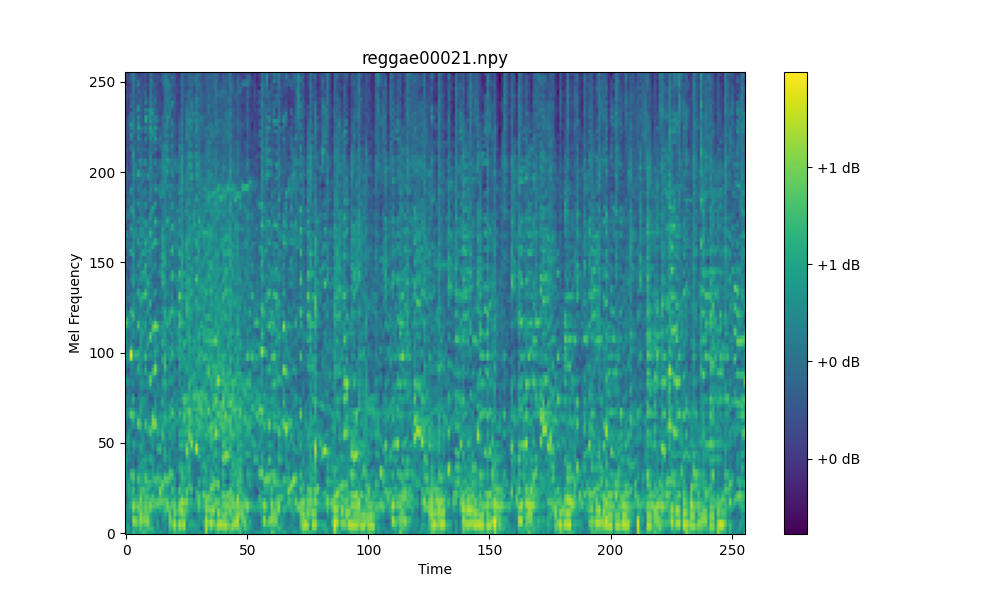 reggae00021.npy
250
200
150
100
50
0
Mel Frequency
0 50 100 150 200 250
Time
+1 dB
+1 dB
+0 dB
+0 dB